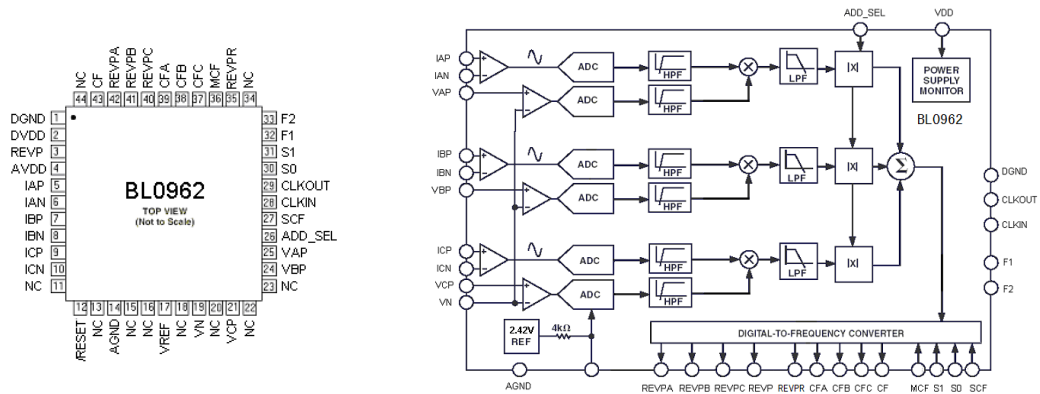 NC CF REVPA REVPB REVPC CFA CFB CFC MCF REVPR NC
44 43 42 41 40 39 38 37 36 35 34
DGND 1
DVDD 2
REVP 3
AVDD 4
IAP 5
IAN 6
IBP 7
IBN 8
ICP 9
ICN 10
NC 11
BL0962
TOP VIEW
(Not to Scale)
33 F2
32 F1
31 S1
30 S0
29 CLKOUT
28 CLKIN
27 SCF
26 ADD_SEL
25 VAP
24 VBP
23 NC
12 13 14 15 16 17 18 19 20 21 22
/RESET NC AGND NC NC VREF NC VN NC VCP NC
ADD_SEL VDD
IAP
IAN
VAP
ADC HPF LPF |X|
ADC HPF
POWER
SUPPLY
MONITOR
BL0962
IBP
IBN
VBP
ADC HPF LPF |X| Σ
ADC HPF
ICP
ICN
VCP
VN
ADC HPF LPF |X|
ADC HPF
DGND
CLKOUT
CLKIN
F1
F2
2.42V
REF
4kΩ
DIGITAL-TO-FREQUENCY CONVERTER
AGND
REVPA REVPB REVPC REVP REVPR CFA CFB CFC CF MCF S1 S0 SCF